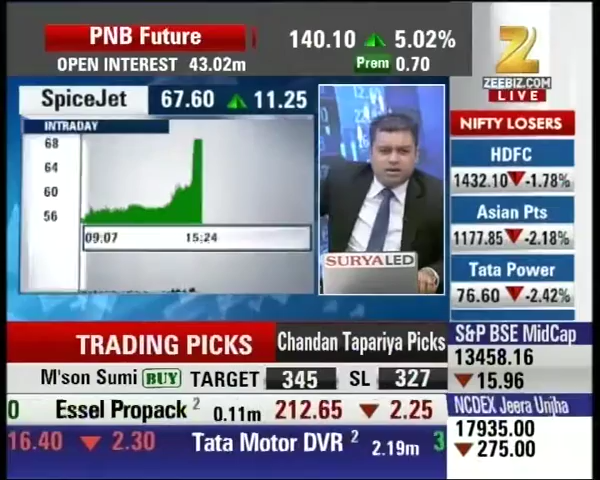 PNB Future
140.10 ▲ 5.02%
OPEN INTEREST 43.02m
Prem 0.70
Z
ZEEBIZ.COM
LIVE
SpiceJet 67.60 ▲ 11.25
INTRADAY
68
64
60
56
09:07 15:24
SURYA LED
NIFTY LOSERS
HDFC
1432.10 ▼ -1.78%
Asian Pts
1177.85 ▼ -2.18%
Tata Power
76.60 ▼ -2.42%
TRADING PICKS
Chandan Tapariya Picks
M'son Sumi BUY TARGET 345 SL 327
S&P BSE MidCap
13458.16
▼ 15.96
0 Essel Propack 2 0.11m 212.65 ▼ 2.25
16.40 ▼ 2.30 Tata Motor DVR 2 2.19m 3
NCDEX Jeera Unjha
17935.00
▼ 275.00